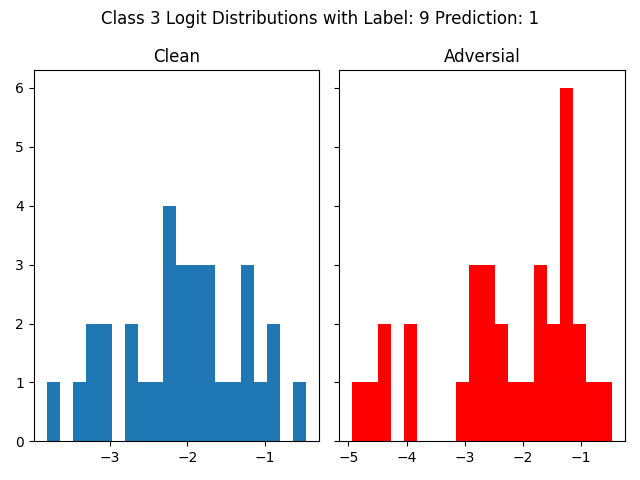 Class 3 Logit Distributions with Label: 9 Prediction: 1
Clean
Adversial
6
5
4
3
2
1
0
−3 −2 −1
−5 −4 −3 −2 −1